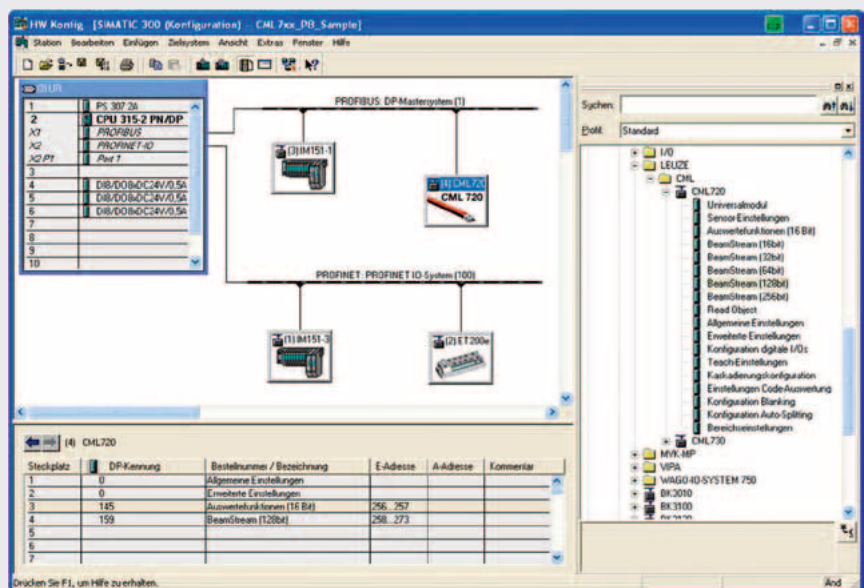 HW Konfig - [SIMATIC 300 (Konfiguration) -- CML 7xx_PB_Sample]
Station Bearbeiten Einfügen Zielsystem Ansicht Extras Fenster Hilfe
(0) UR
1 PS 307 2A
2 CPU 315-2 PN/DP
X1 PROFIBUS
X2 PROFINET-IO
X2 P1 Port 1
3
4 DI8/DO8xDC24V/0,5A
5 DI8/DO8xDC24V/0,5A
6 DI8/DO8xDC24V/0,5A
7
8
9
10
PROFIBUS: DP-Mastersystem (1)
(3) IM151-1
(4) CML720
CML 720
PROFINET: PROFINET IO-System (100)
(1) IM151-3
(2) ET200e
Suchen:
Profil: Standard
I/O
LEUZE
CML
CML720
Universalmodul
Sensor Einstellungen
Auswertefunktionen (16 Bit)
BeamStream (16bit)
BeamStream (32bit)
BeamStream (64bit)
BeamStream (128bit)
BeamStream (256bit)
Read Object
Allgemeine Einstellungen
Erweiterte Einstellungen
Konfiguration digitale I/Os
Teach-Einstellungen
Kaskadierungskonfiguration
Einstellungen Code Auswertung
Konfiguration Blanking
Konfiguration Auto-Splitting
Bereichseinstellungen
CML730
MVK-MP
VIPA
WAGO-IO-SYSTEM 750
BK3010
BK3100
BK3120
(4) CML720
Steckplatz DP-Kennung Bestellnummer / Bezeichnung E-Adresse A-Adresse Kommentar
1 0 Allgemeine Einstellungen
2 0 Erweiterte Einstellungen
3 145 Auswertefunktionen (16 Bit) 256...257
4 159 BeamStream (128bit) 258...273
5
6
7
Drücken Sie F1, um Hilfe zu erhalten.
Änd